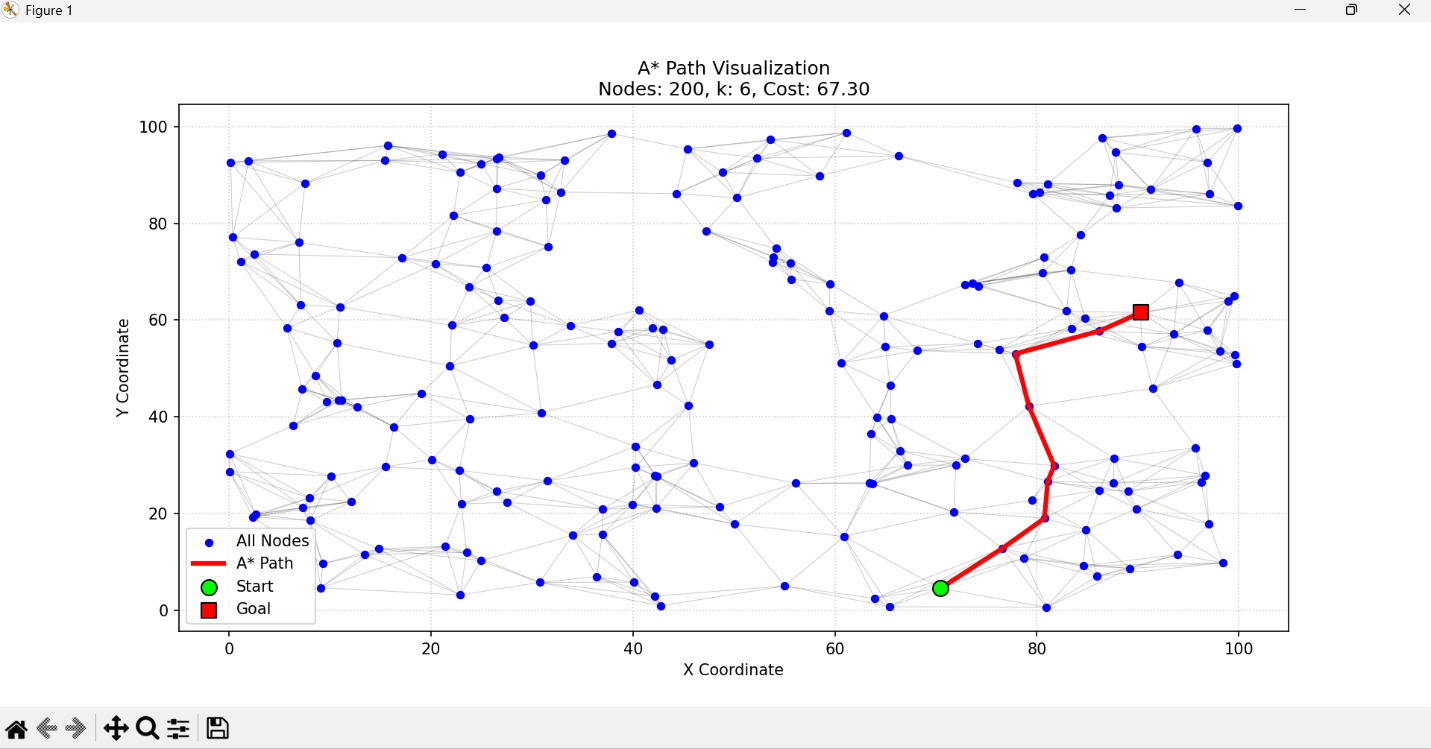 Figure 1
A* Path Visualization
Nodes: 200, k: 6, Cost: 67.30
100
80
60
40
20
0
Y Coordinate
All Nodes
A* Path
Start
Goal
0 20 40 60 80 100
X Coordinate